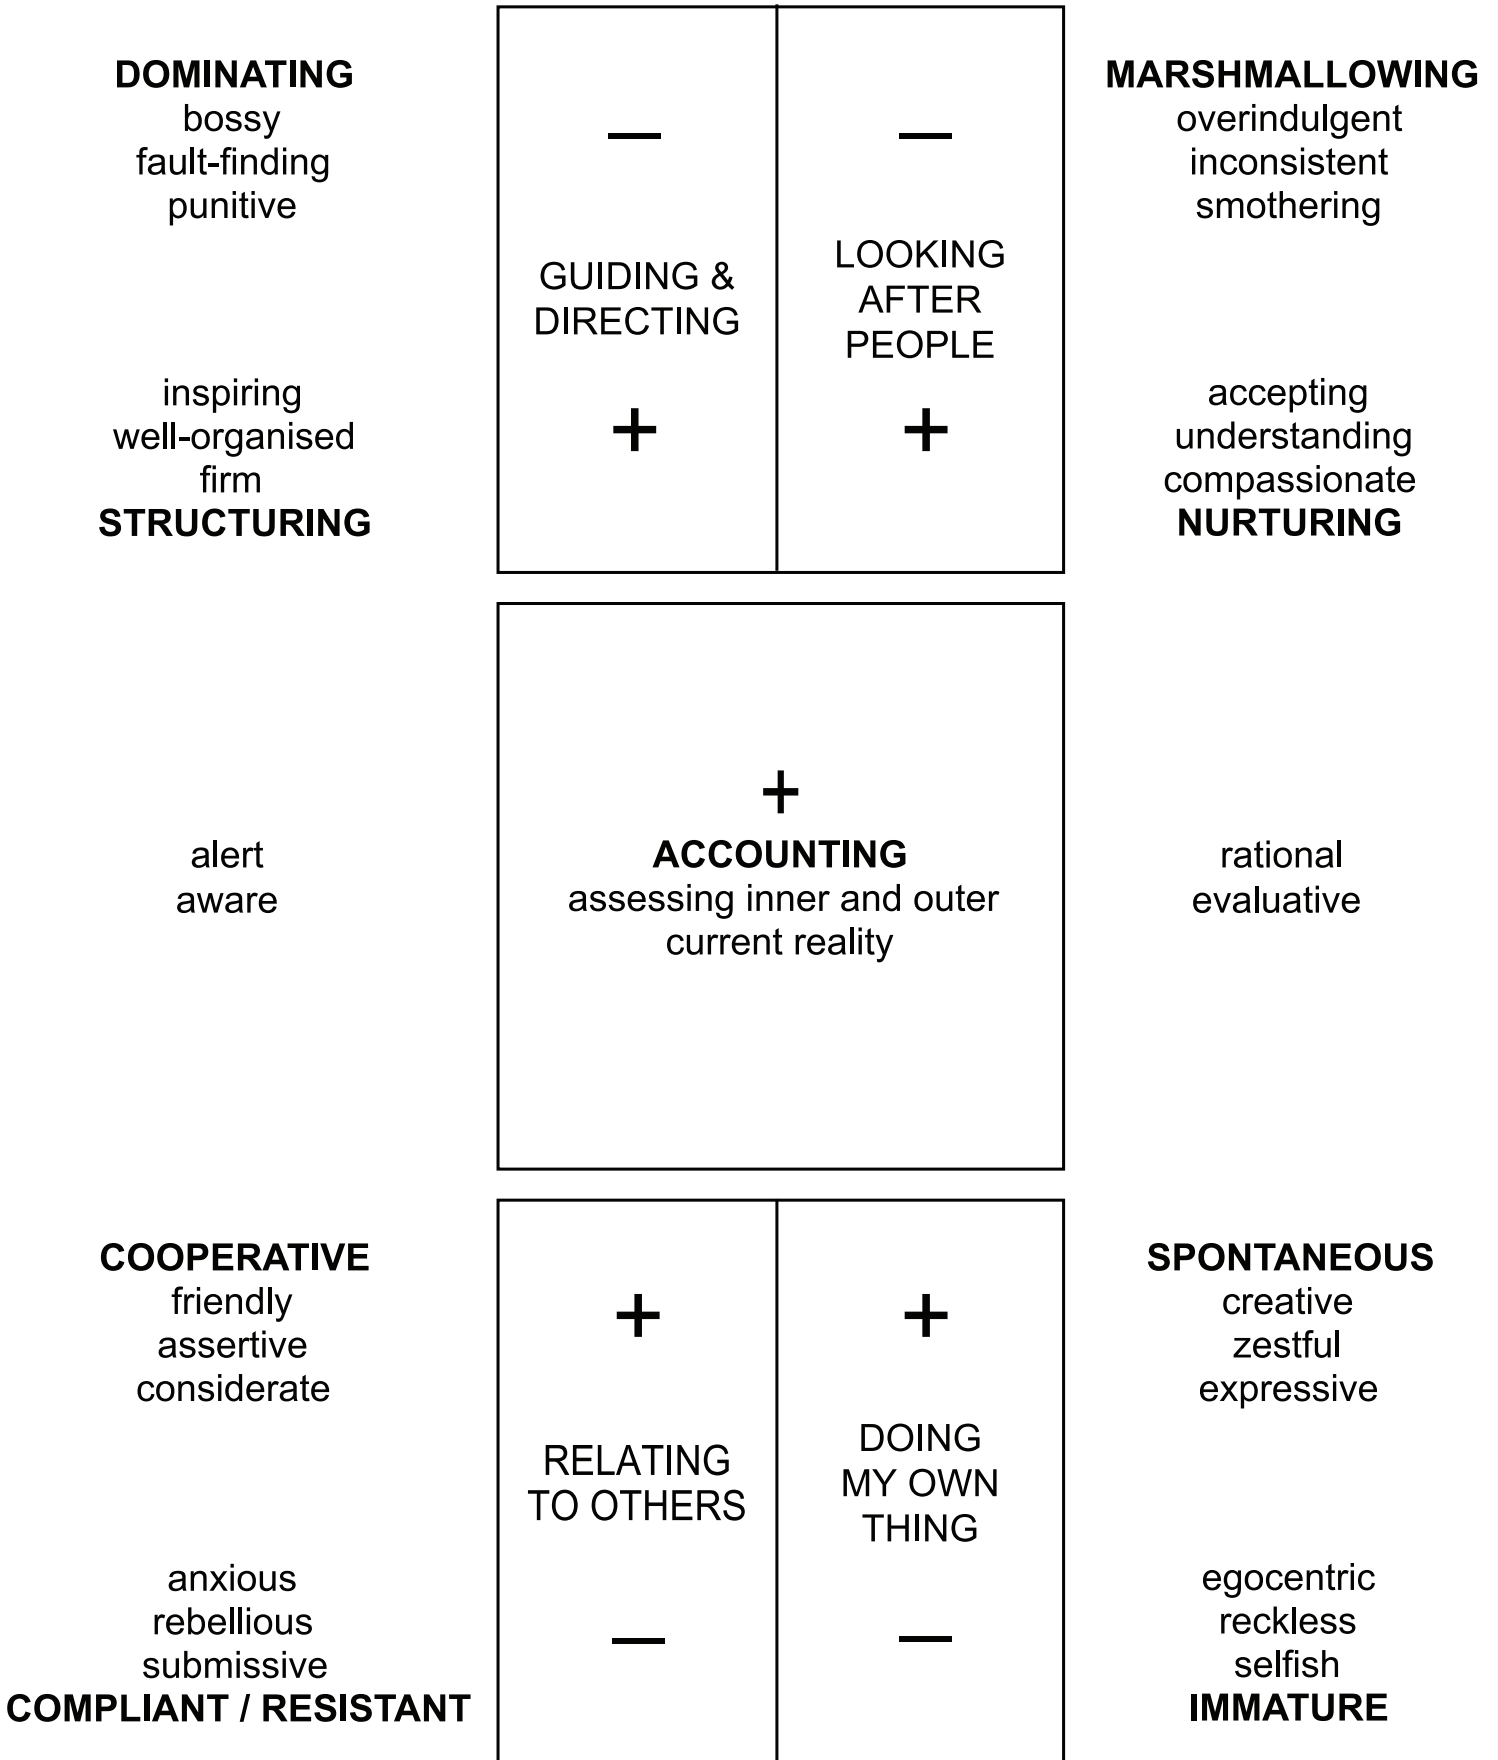 DOMINATING
bossy
fault-finding
punitive
inspiring
well-organised
firm
STRUCTURING
—
GUIDING &
DIRECTING
+
—
LOOKING
AFTER
PEOPLE
+
MARSHMALLOWING
overindulgent
inconsistent
smothering
accepting
understanding
compassionate
NURTURING
alert
aware
+
ACCOUNTING
assessing inner and outer
current reality
rational
evaluative
COOPERATIVE
friendly
assertive
considerate
anxious
rebellious
submissive
COMPLIANT / RESISTANT
+
RELATING
TO OTHERS
—
+
DOING
MY OWN
THING
—
SPONTANEOUS
creative
zestful
expressive
egocentric
reckless
selfish
IMMATURE